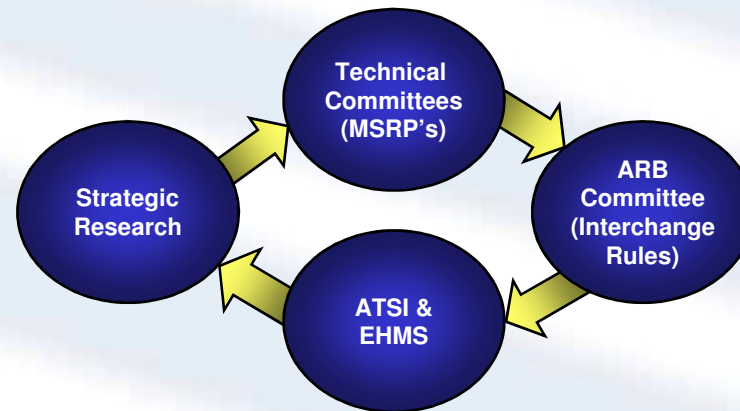 Technical
Committees
(MSRP's)
Strategic
Research
ARB
Committee
(Interchange
Rules)
ATSI &
EHMS